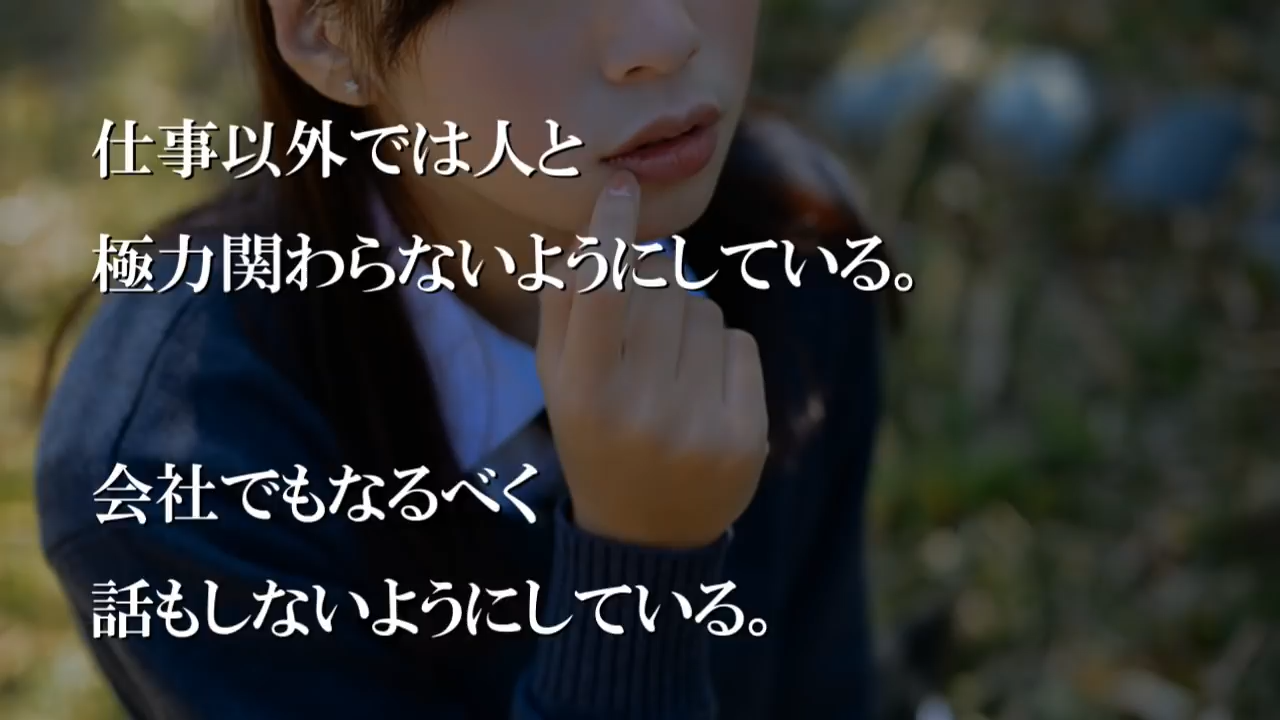 仕事以外では人と
極力関わらないようにしている。
会社でもなるべく
話もしないようにしている。